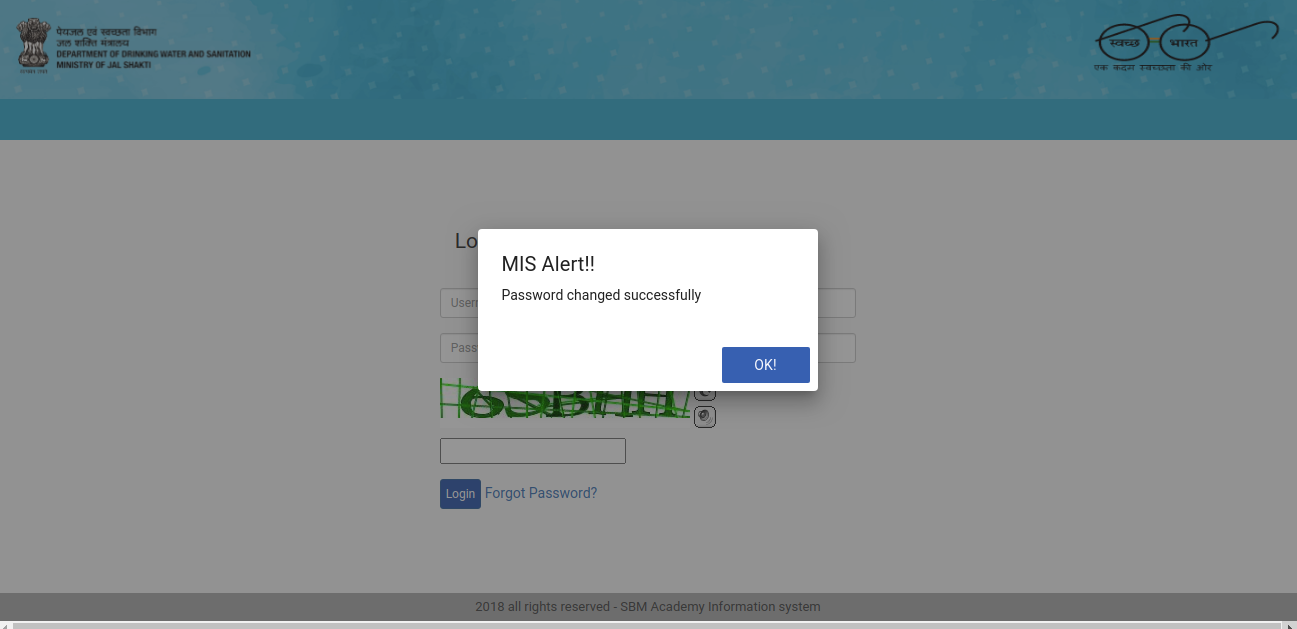 पेयजल एवं स्वच्छता विभाग
जल शक्ति मंत्रालय
DEPARTMENT OF DRINKING WATER AND SANITATION
MINISTRY OF JAL SHAKTI
स्वच्छ भारत
एक कदम स्वच्छता की ओर
Lo
MIS Alert!!
Password changed successfully
OK!
Usern
Pass
Login Forgot Password?
2018 all rights reserved - SBM Academy Information system